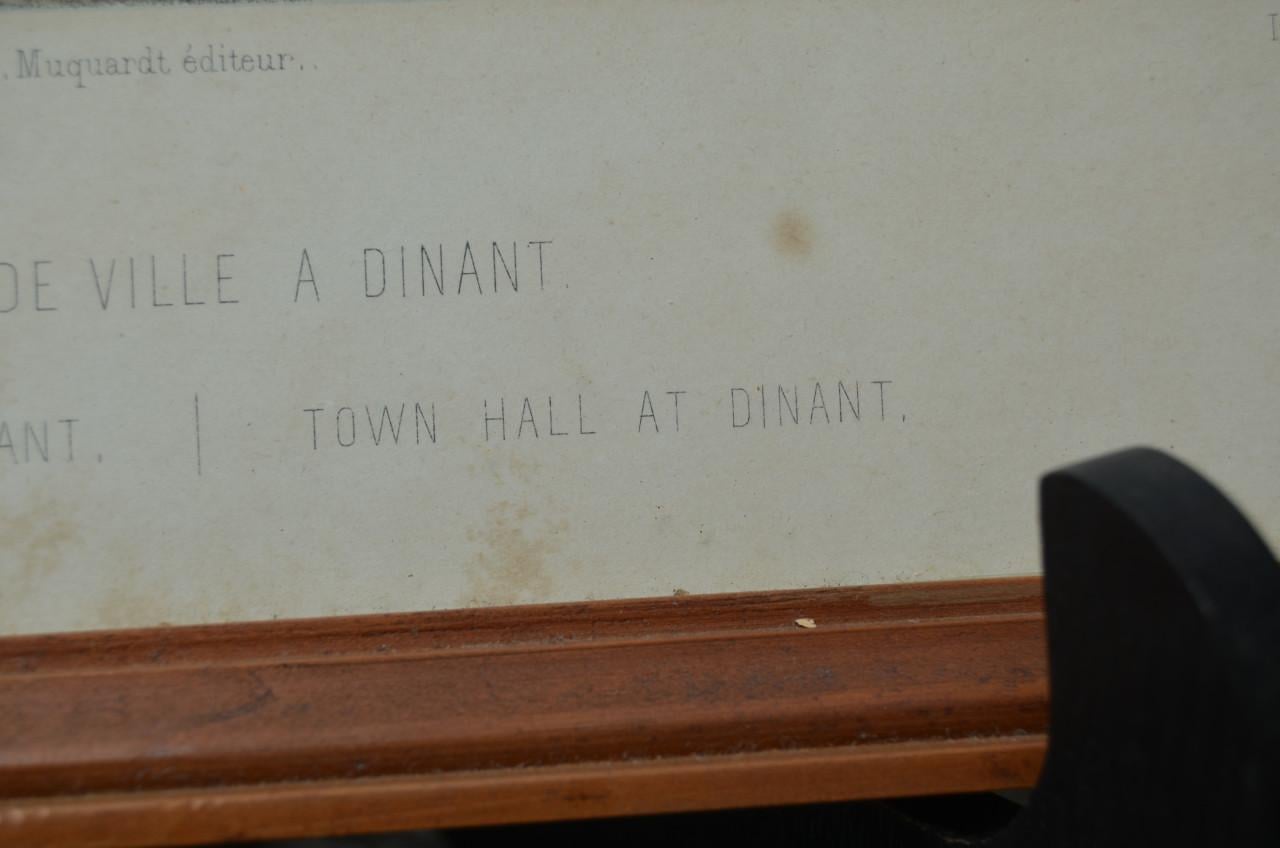 Muquardt éditeur..
DE VILLE A DINANT.
ANT. | TOWN HALL AT DINANT.